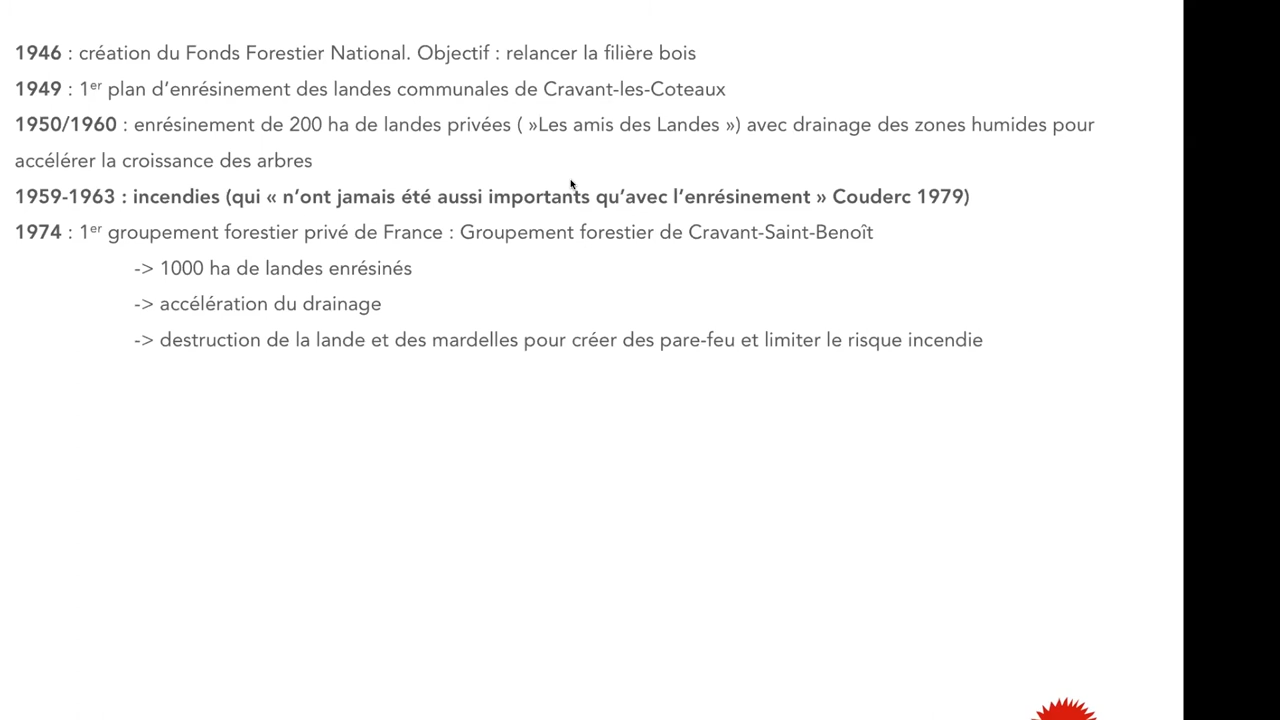 1946 : création du Fonds Forestier National. Objectif : relancer la filière bois
1949 : 1er plan d’enrésinement des landes communales de Cravant-les-Coteaux
1950/1960 : enrésinement de 200 ha de landes privées ( »Les amis des Landes ») avec drainage des zones humides pour
accélérer la croissance des arbres
1959-1963 : incendies (qui « n’ont jamais été aussi importants qu’avec l’enrésinement » Couderc 1979)
1974 : 1er groupement forestier privé de France : Groupement forestier de Cravant-Saint-Benoît
-> 1000 ha de landes enrésinés
-> accélération du drainage
-> destruction de la lande et des mardelles pour créer des pare-feu et limiter le risque incendie